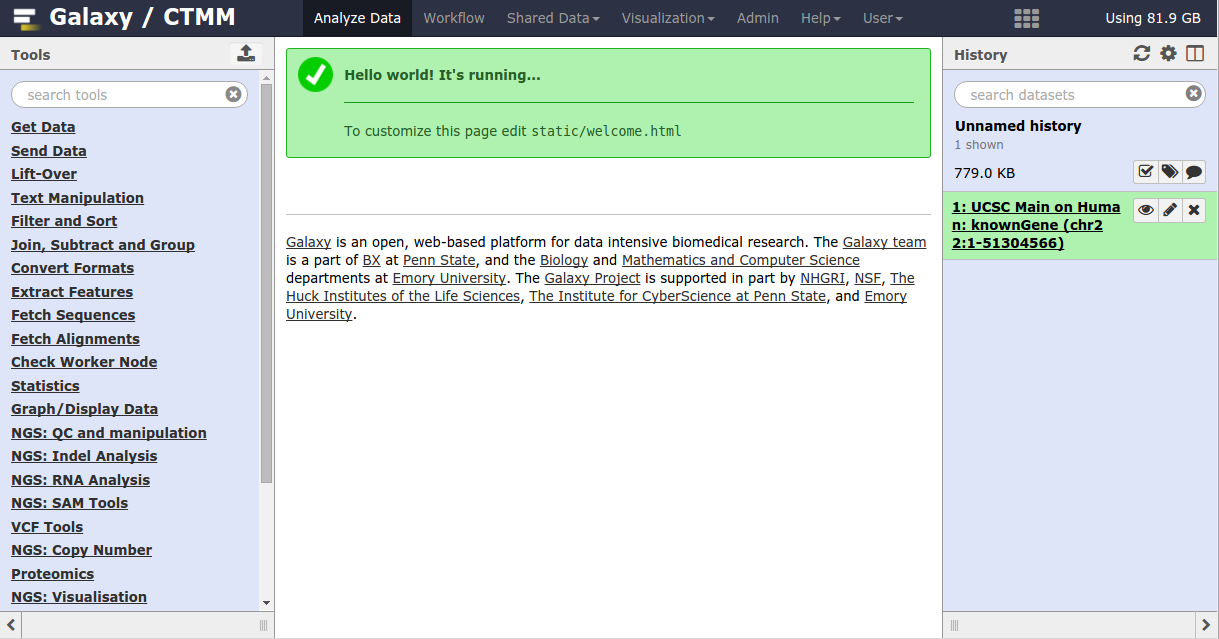 Galaxy / CTMM
Analyze Data Workflow Shared Data Visualization Admin Help User
Using 81.9 GB
Tools
search tools
Get Data
Send Data
Lift-Over
Text Manipulation
Filter and Sort
Join, Subtract and Group
Convert Formats
Extract Features
Fetch Sequences
Fetch Alignments
Check Worker Node
Statistics
Graph/Display Data
NGS: QC and manipulation
NGS: Indel Analysis
NGS: RNA Analysis
NGS: SAM Tools
VCF Tools
NGS: Copy Number
Proteomics
NGS: Visualisation
Hello world! It's running...
To customize this page edit static/welcome.html
Galaxy is an open, web-based platform for data intensive biomedical research. The Galaxy team
is a part of BX at Penn State, and the Biology and Mathematics and Computer Science
departments at Emory University. The Galaxy Project is supported in part by NHGRI, NSF, The
Huck Institutes of the Life Sciences, The Institute for CyberScience at Penn State, and Emory
University.
History
search datasets
Unnamed history
1 shown
779.0 KB
1: UCSC Main on Huma
n: knownGene (chr2
2:1-51304566)